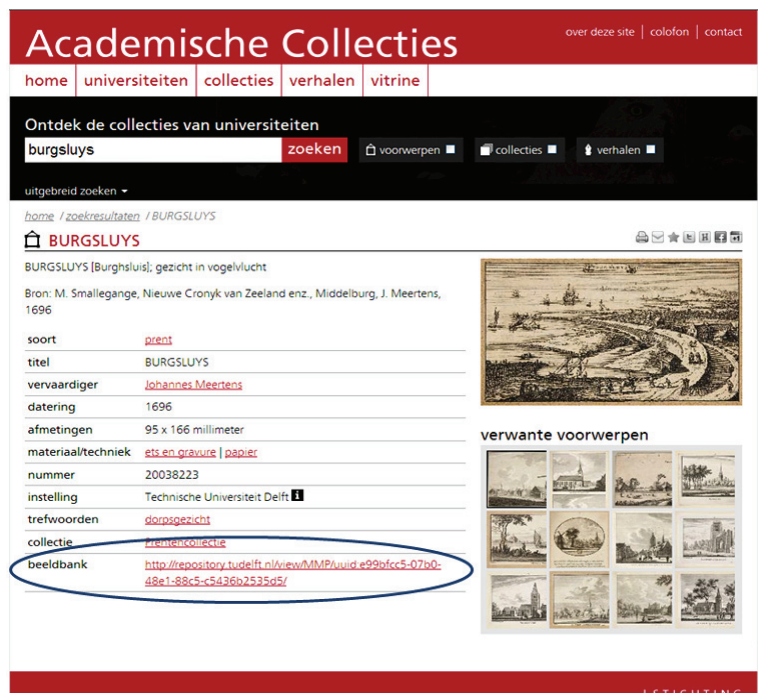 Academische Collecties
over deze site | colofon | contact
home universiteiten collecties verhalen vitrine
Ontdek de collecties van universiteiten
burgsluys zoeken voorwerpen collecties verhalen
uitgebreid zoeken
home / zoekresultaten / BURGSLUYS
BURGSLUYS
BURGSLUYS [Burghsluis]; gezicht in vogelvlucht
Bron: M. Smallegange, Nieuwe Cronyk van Zeeland enz., Middelburg, J. Meertens,
1696
soort prent
titel BURGSLUYS
vervaardiger Johannes Meertens
datering 1696
afmetingen 95 x 166 millimeter
materiaal/techniek ets en gravure | papier
nummer 20038223
instelling Technische Universiteit Delft
trefwoorden dorpsgezicht
collectie Prentencollectie
beeldbank http://repository.tudelft.nl/view/MMP/uuid:e99bfcc5-07b0-
48e1-88c5-c5436b2535d5/
verwante voorwerpen